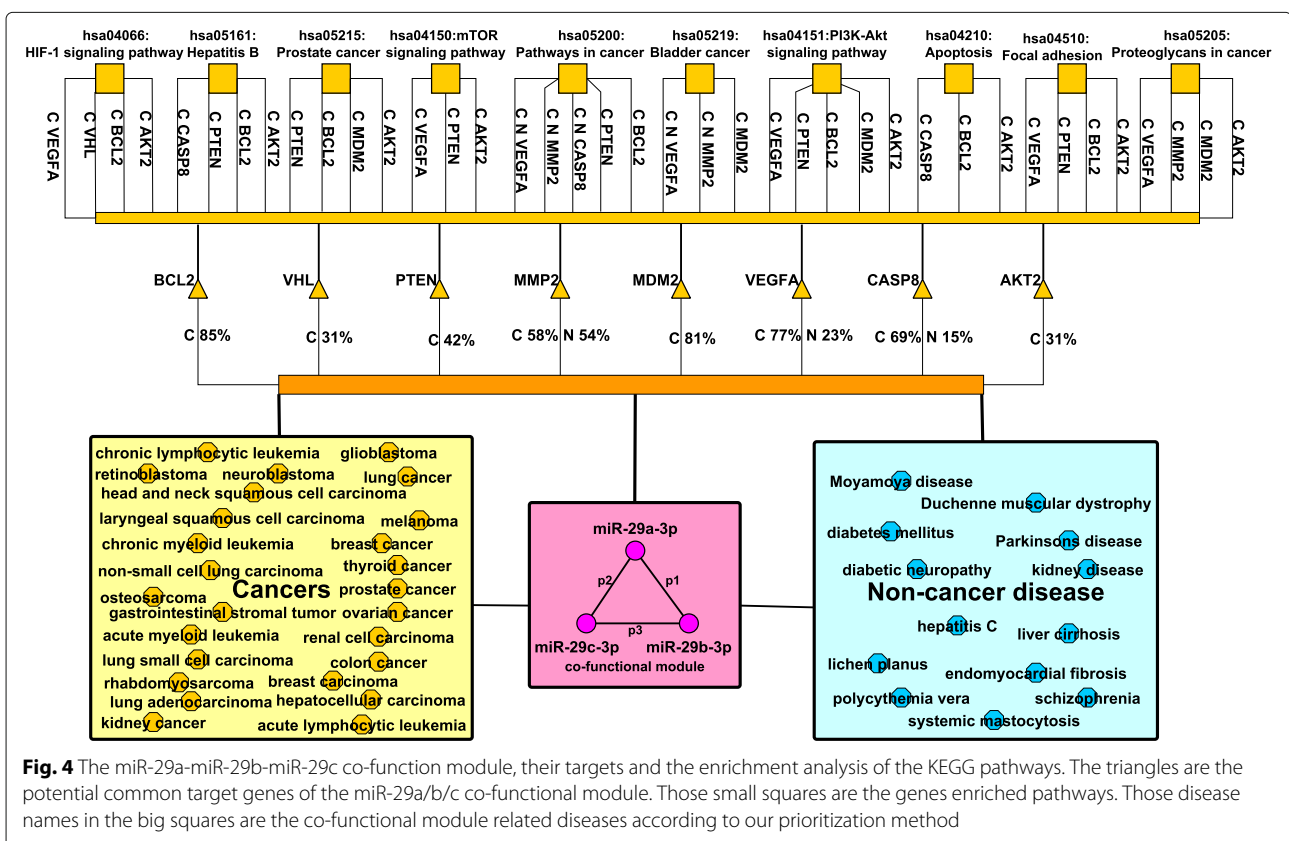 hsa04066:
HIF-1 signaling pathway
hsa05161:
Hepatitis B
hsa05215:
Prostate cancer
hsa04150:mTOR
signaling pathway
hsa05200:
Pathways in cancer
hsa05219:
Bladder cancer
hsa04151:PI3K-Akt
signaling pathway
hsa04210:
Apoptosis
hsa04510:
Focal adhesion
hsa05205:
Proteoglycans in cancer
C VEGFA
C VHL
C BCL2
C AKT2
C CASP8
C PTEN
C BCL2
C AKT2
C PTEN
C BCL2
C MDM2
C AKT2
C VEGFA
C PTEN
C AKT2
C N VEGFA
C N MMP2
C N CASP8
C PTEN
C BCL2
C N VEGFA
C N MMP2
C MDM2
C VEGFA
C PTEN
C BCL2
C MDM2
C AKT2
C CASP8
C BCL2
C AKT2
C VEGFA
C PTEN
C BCL2
C AKT2
C VEGFA
C MMP2
C MDM2
C AKT2
BCL2
VHL
PTEN
MMP2
MDM2
VEGFA
CASP8
AKT2
C 85%
C 31%
C 42%
C 58% N 54%
C 81%
C 77% N 23%
C 69% N 15%
C 31%
chronic lymphocytic leukemia
glioblastoma
retinoblastoma
neuroblastoma
lung cancer
head and neck squamous cell carcinoma
laryngeal squamous cell carcinoma
melanoma
chronic myeloid leukemia
breast cancer
non-small cell lung carcinoma
thyroid cancer
Cancers
prostate cancer
osteosarcoma
gastrointestinal stromal tumor
ovarian cancer
acute myeloid leukemia
renal cell carcinoma
lung small cell carcinoma
colon cancer
rhabdomyosarcoma
breast carcinoma
lung adenocarcinoma
hepatocellular carcinoma
kidney cancer
acute lymphocytic leukemia
miR-29a-3p
p2
p1
p3
miR-29c-3p
miR-29b-3p
co-functional module
Moyamoya disease
Duchenne muscular dystrophy
diabetes mellitus
Parkinsons disease
diabetic neuropathy
kidney disease
Non-cancer disease
hepatitis C
liver cirrhosis
lichen planus
endomyocardial fibrosis
polycythemia vera
schizophrenia
systemic mastocytosis
Fig. 4 The miR-29a-miR-29b-miR-29c co-function module, their targets and the enrichment analysis of the KEGG pathways. The triangles are the
potential common target genes of the miR-29a/b/c co-functional module. Those small squares are the genes enriched pathways. Those disease
names in the big squares are the co-functional module related diseases according to our prioritization method